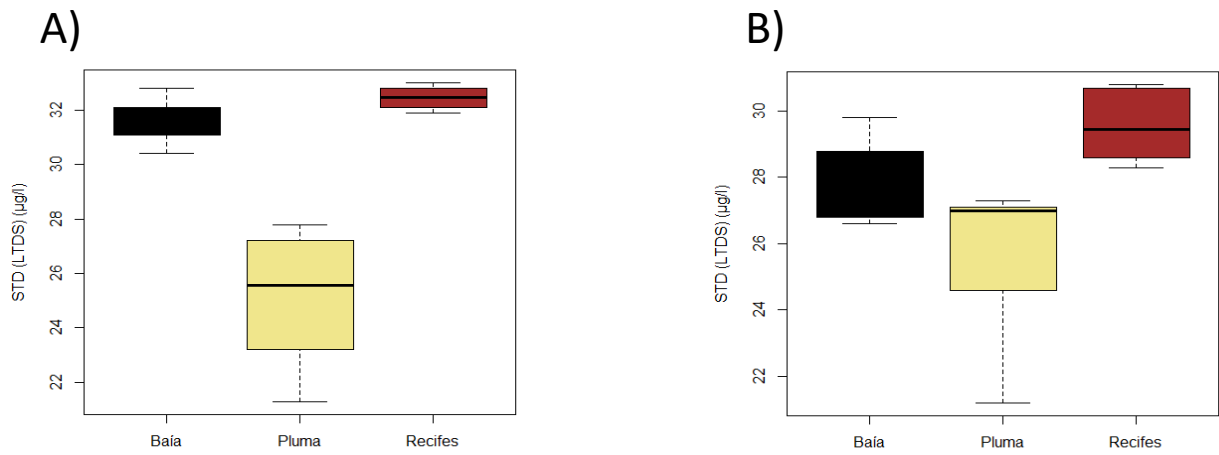 A)
STD (LTDS) (µg/l)
32
30
28
26
24
22
Baía Pluma Recifes
B)
STD (LTDS) (µg/l)
30
28
26
24
22
Baía Pluma Recifes